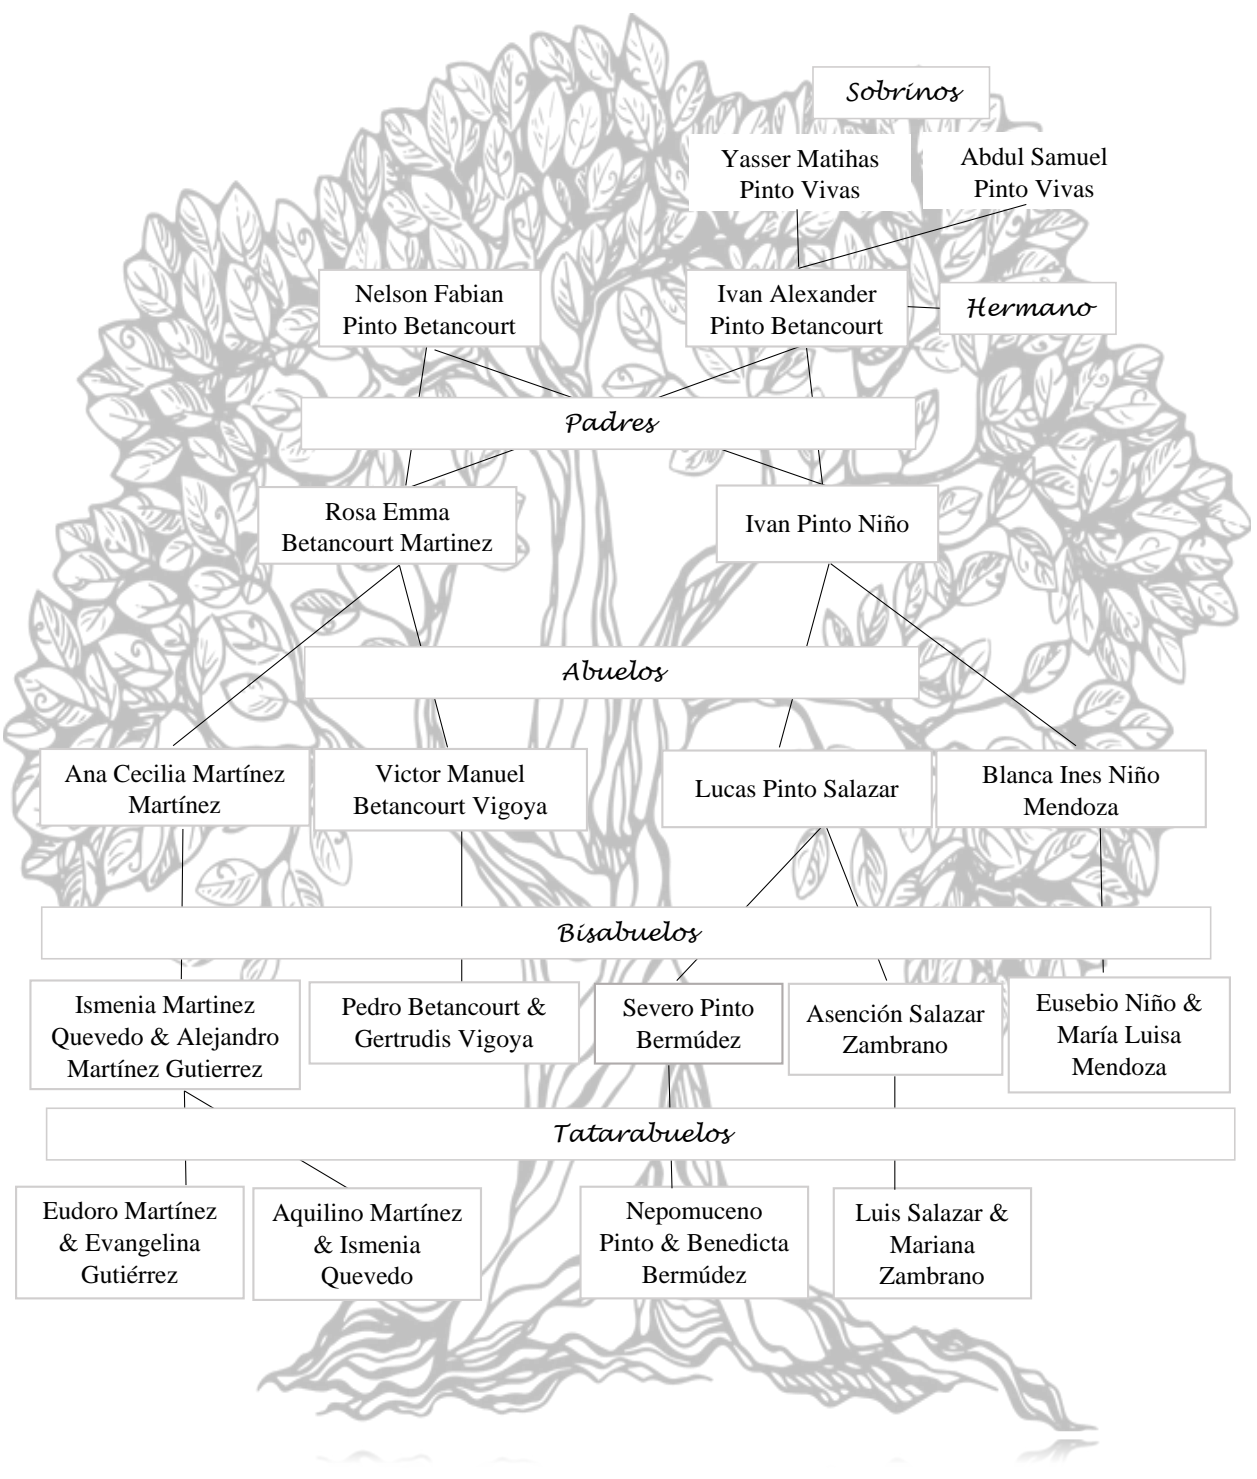 Sobrinos
Yasser Matihas
Pinto Vivas
Abdul Samuel
Pinto Vivas
Nelson Fabian
Pinto Betancourt
Ivan Alexander
Pinto Betancourt
Hermano
Padres
Rosa Emma
Betancourt Martinez
Ivan Pinto Niño
Abuelos
Ana Cecilia Martínez
Martínez
Victor Manuel
Betancourt Vigoya
Lucas Pinto Salazar
Blanca Ines Niño
Mendoza
Bisabuelos
Ismenia Martinez
Quevedo & Alejandro
Martínez Gutierrez
Pedro Betancourt &
Gertrudis Vigoya
Severo Pinto
Bermúdez
Asención Salazar
Zambrano
Eusebio Niño &
María Luisa
Mendoza
Tatarabuelos
Eudoro Martínez
& Evangelina
Gutiérrez
Aquilino Martínez
& Ismenia
Quevedo
Nepomuceno
Pinto & Benedicta
Bermúdez
Luis Salazar &
Mariana
Zambrano